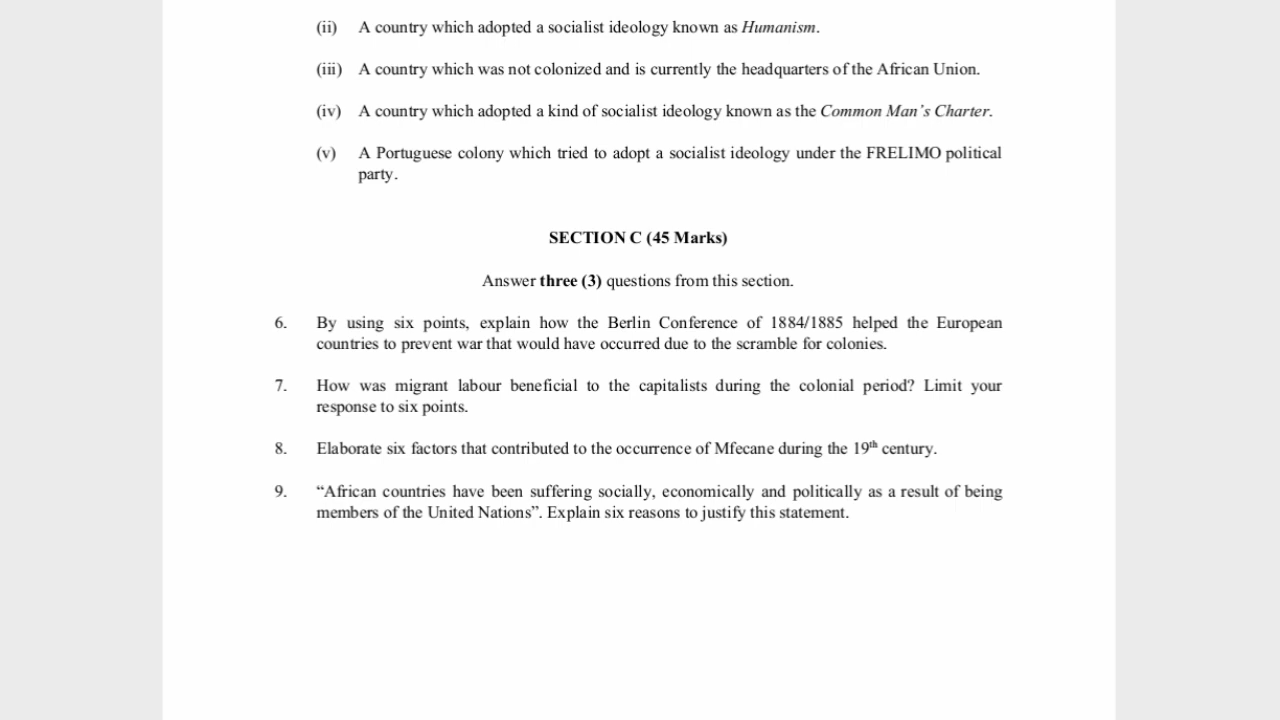 (ii) A country which adopted a socialist ideology known as Humanism.
(iii) A country which was not colonized and is currently the headquarters of the African Union.
(iv) A country which adopted a kind of socialist ideology known as the Common Man's Charter.
(v) A Portuguese colony which tried to adopt a socialist ideology under the FRELIMO political
party.
SECTION C (45 Marks)
Answer three (3) questions from this section.
6. By using six points, explain how the Berlin Conference of 1884/1885 helped the European
countries to prevent war that would have occurred due to the scramble for colonies.
7. How was migrant labour beneficial to the capitalists during the colonial period? Limit your
response to six points.
8. Elaborate six factors that contributed to the occurrence of Mfecane during the 19th century.
9. “African countries have been suffering socially, economically and politically as a result of being
members of the United Nations”. Explain six reasons to justify this statement.